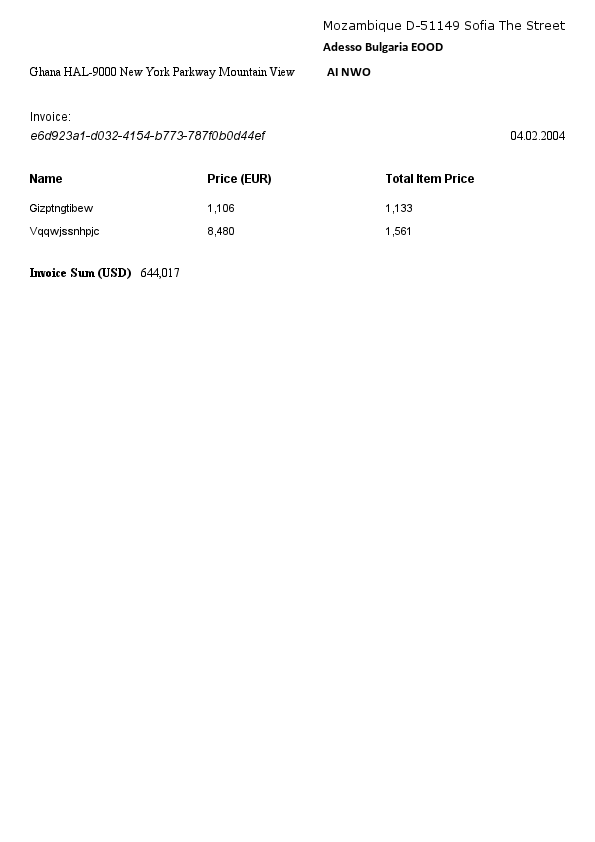 Mozambique D-51149 Sofia The Street
Adesso Bulgaria EOOD
Ghana HAL-9000 New York Parkway Mountain View AI NWO
Invoice:
e6d923a1-d032-4154-b773-787f0b0d44ef 04.02.2004
Name Price (EUR) Total Item Price
Gizptngtibew 1,106 1,133
Vqqwjssnhpjc 8,480 1,561
Invoice Sum (USD) 644,017